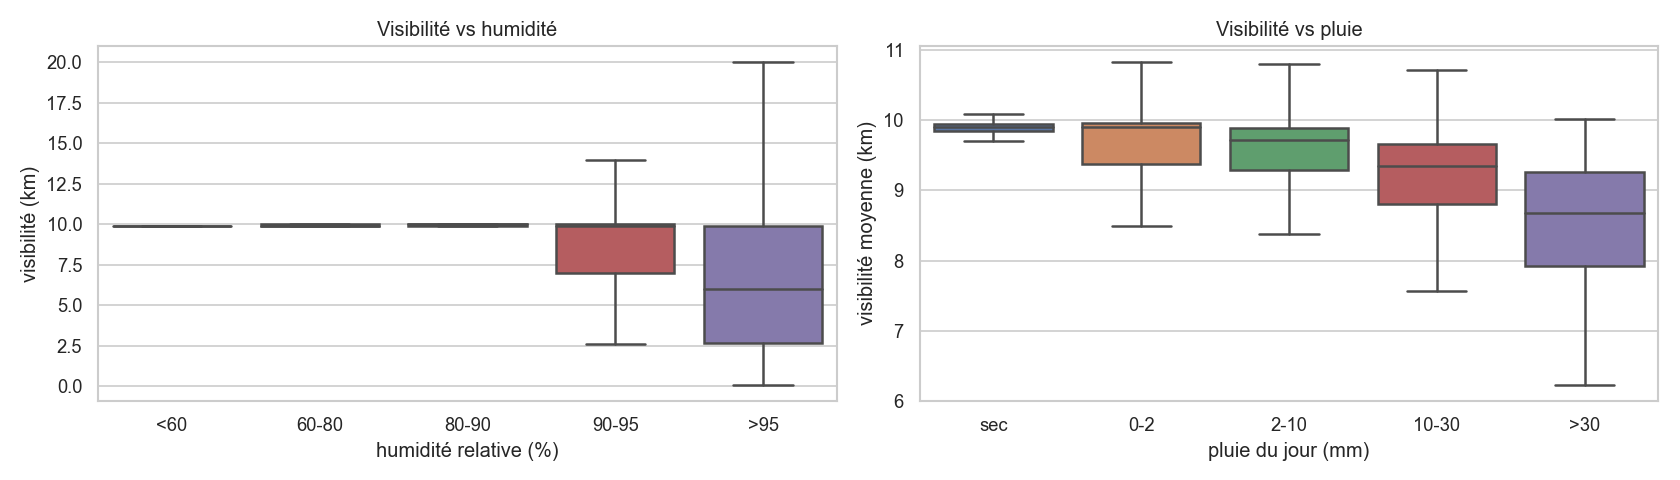 Visibilité vs humidité
visibilité (km)
20.0
17.5
15.0
12.5
10.0
7.5
5.0
2.5
0.0
<60 60-80 80-90 90-95 >95
humidité relative (%)
Visibilité vs pluie
visibilité moyenne (km)
11
10
9
8
7
6
sec 0-2 2-10 10-30 >30
pluie du jour (mm)